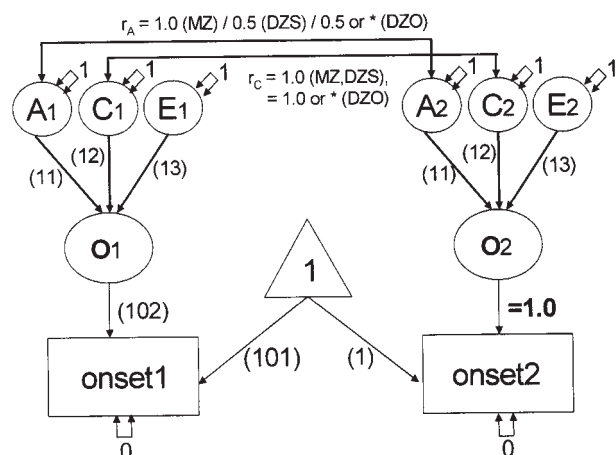 r_A = 1.0 (MZ) / 0.5 (DZS) / 0.5 or * (DZO)
1 1 1 1 1 1
r_C = 1.0 (MZ,DZS),
= 1.0 or * (DZO)
A1 C1 E1 A2 C2 E2
(11) (12) (13) (11) (12) (13)
O1 1 O2
(102) =1.0
(101) (1)
onset1 onset2
0 0